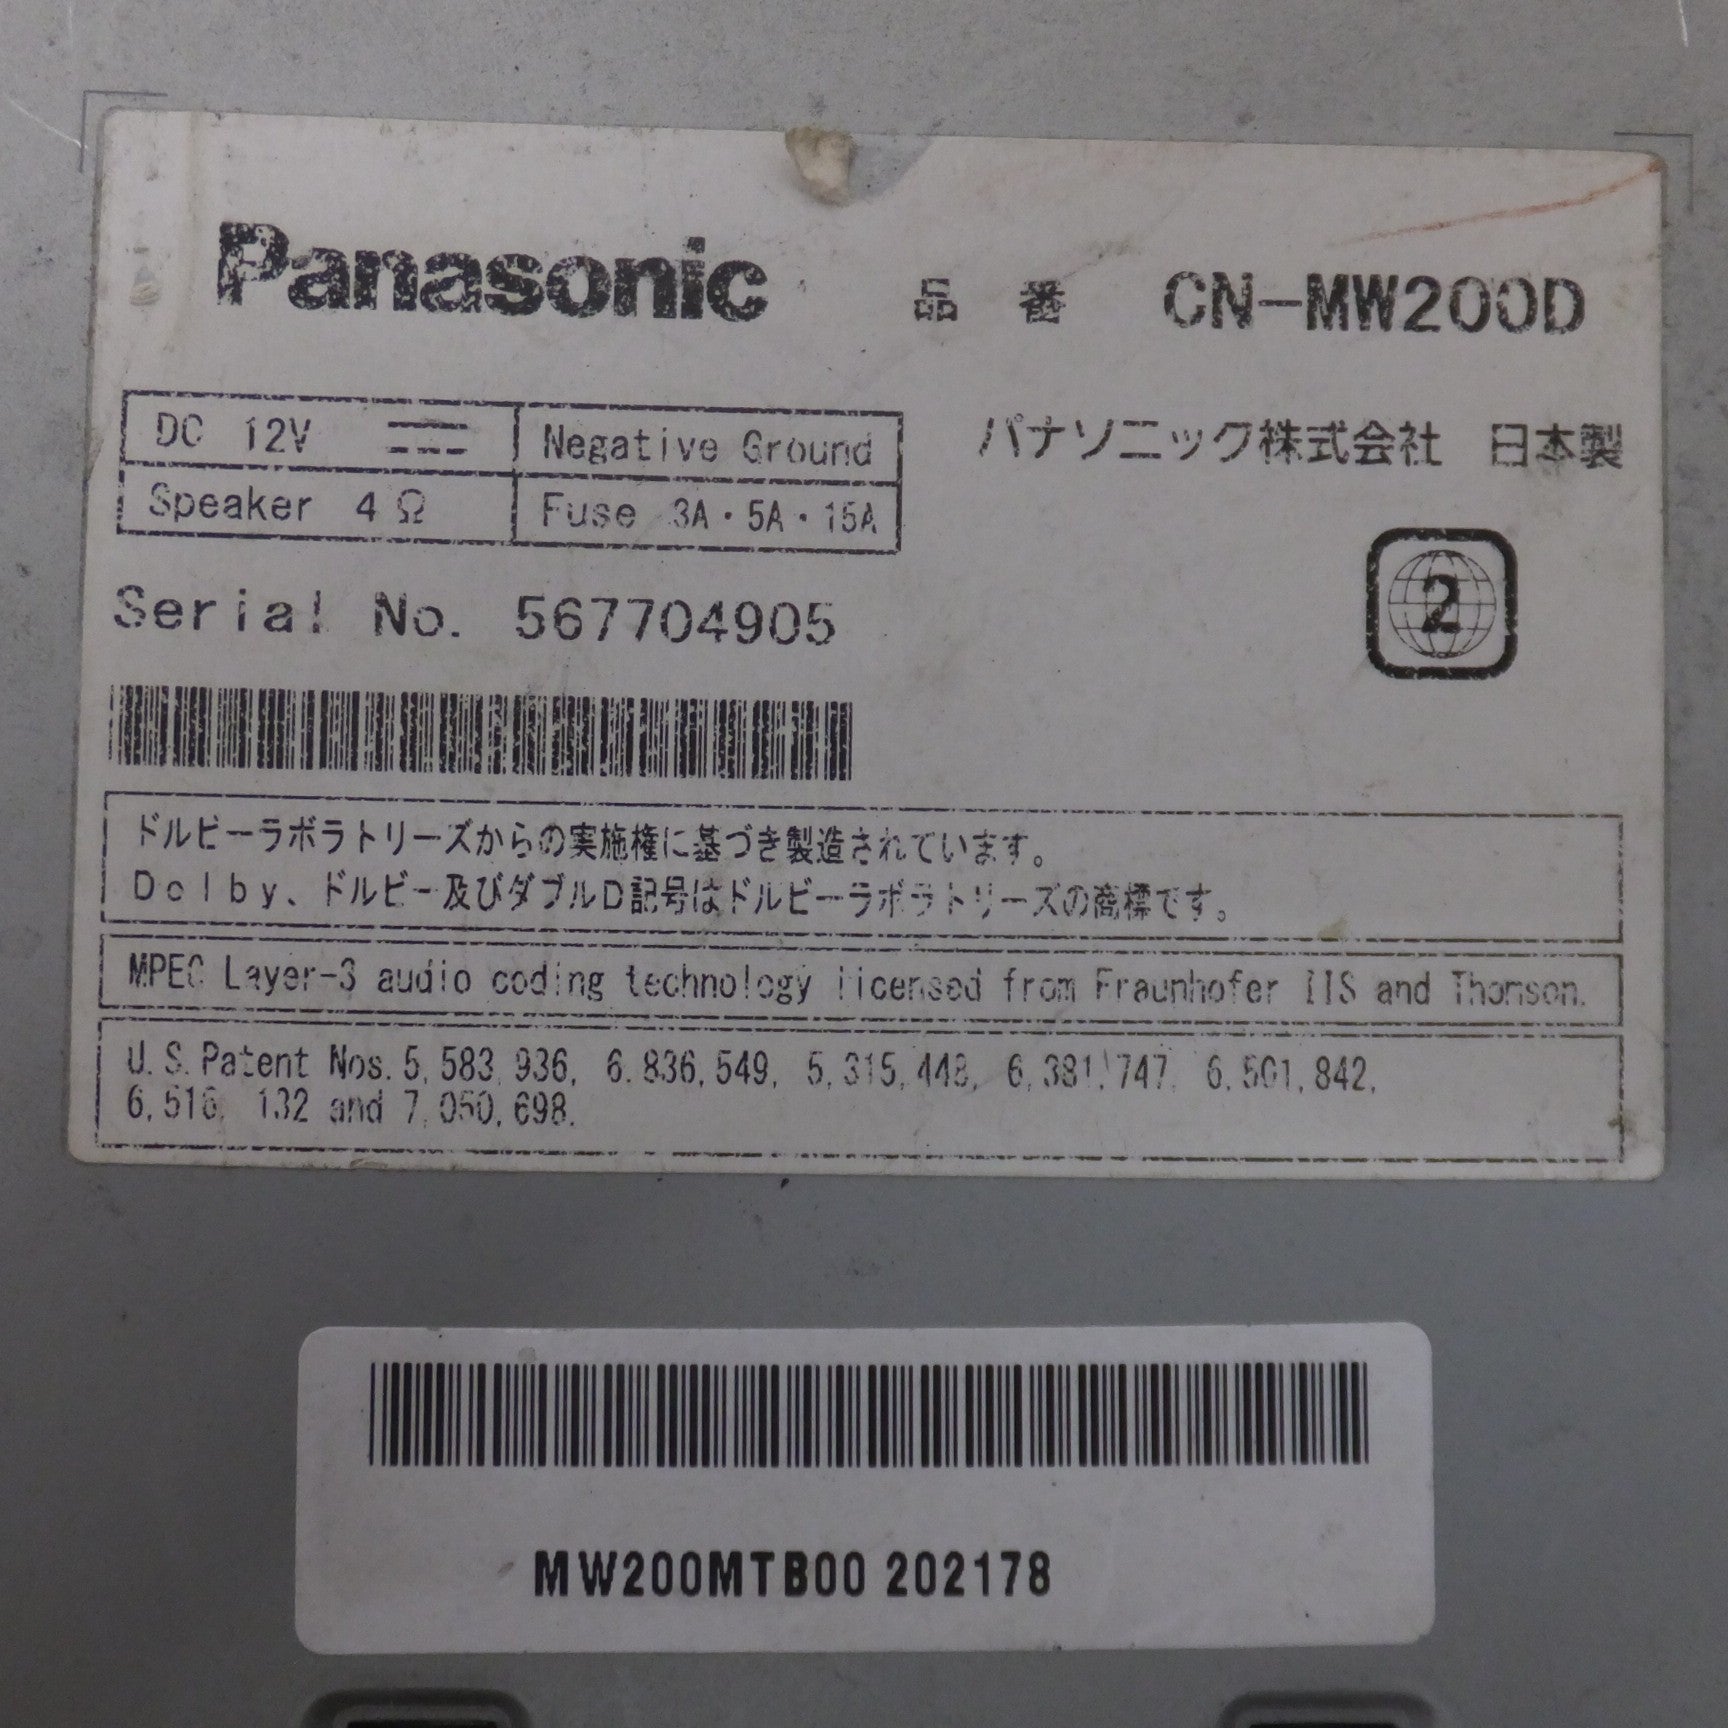 Panasonic 品番 CN-MW200D
DC 12V Negative Ground
Speaker 4Ω Fuse 3A・5A・15A
パナソニック株式会社 日本製
2
Serial No. 567704905
ドルビーラボラトリーズからの実施権に基づき製造されています。
Dolby、ドルビー及びダブルD記号はドルビーラボラトリーズの商標です。
MPEG Layer-3 audio coding technology licensed from Fraunhofer IIS and Thomson.
U.S.Patent Nos.5,583,936, 6,836,549, 5,315,448, 6,381,747, 6,501,842,
6,516, 132 and 7,050,698.
MW200MTB00 202178